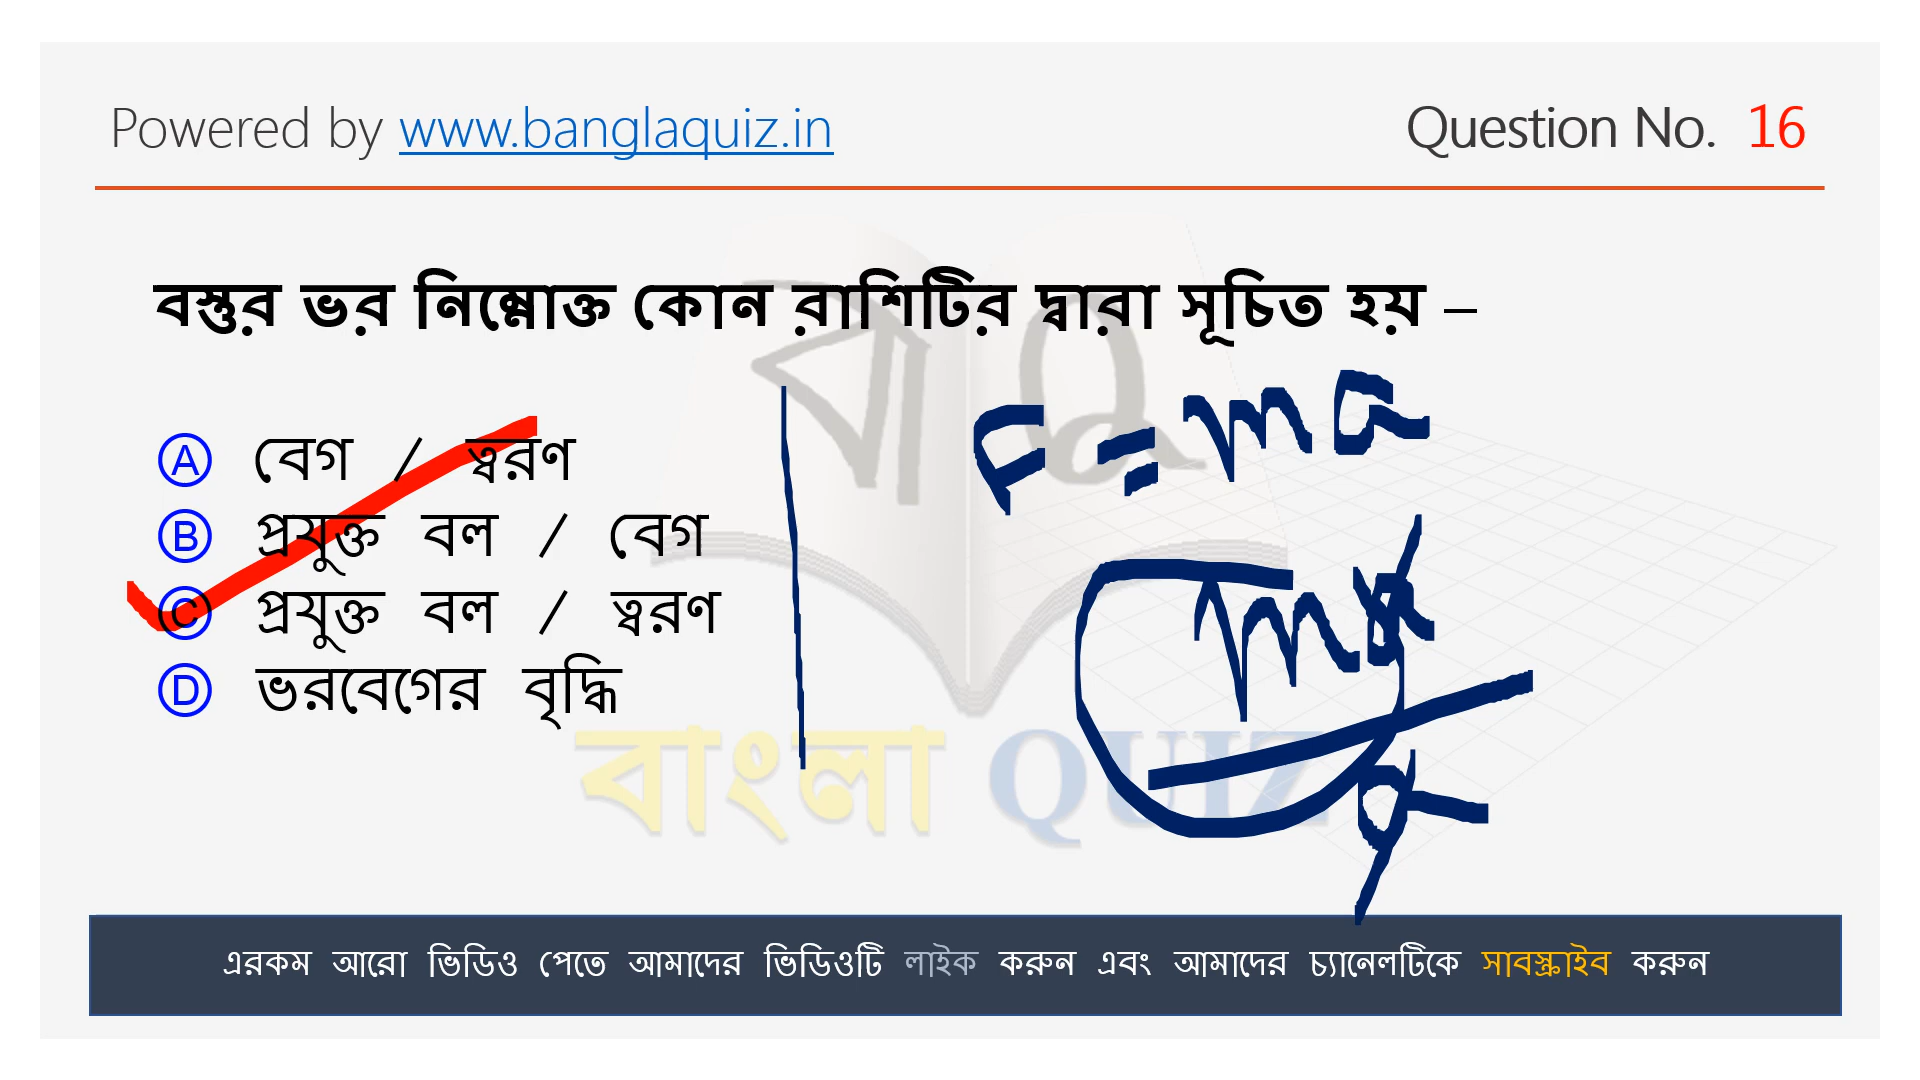 Powered by www.banglaquiz.in
Question No. 16
বস্তুর ভর নিম্নোক্ত কোন রাশিটির দ্বারা সূচিত হয় –
Ⓐ বেগ / ত্বরণ
Ⓑ প্রযুক্ত বল / বেগ
Ⓒ প্রযুক্ত বল / ত্বরণ
Ⓓ ভরবেগের বৃদ্ধি
F = ma
বা Q
বাংলা QUIZ
এরকম আরো ভিডিও পেতে আমাদের ভিডিওটি লাইক করুন এবং আমাদের চ্যানেলটিকে সাবস্ক্রাইব করুন